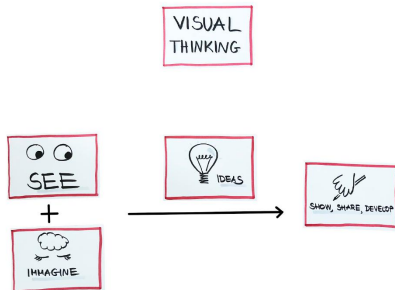 VISUAL
THINKING
SEE
IDEAS
+
SHOW, SHARE, DEVELOP
IMMAGINE